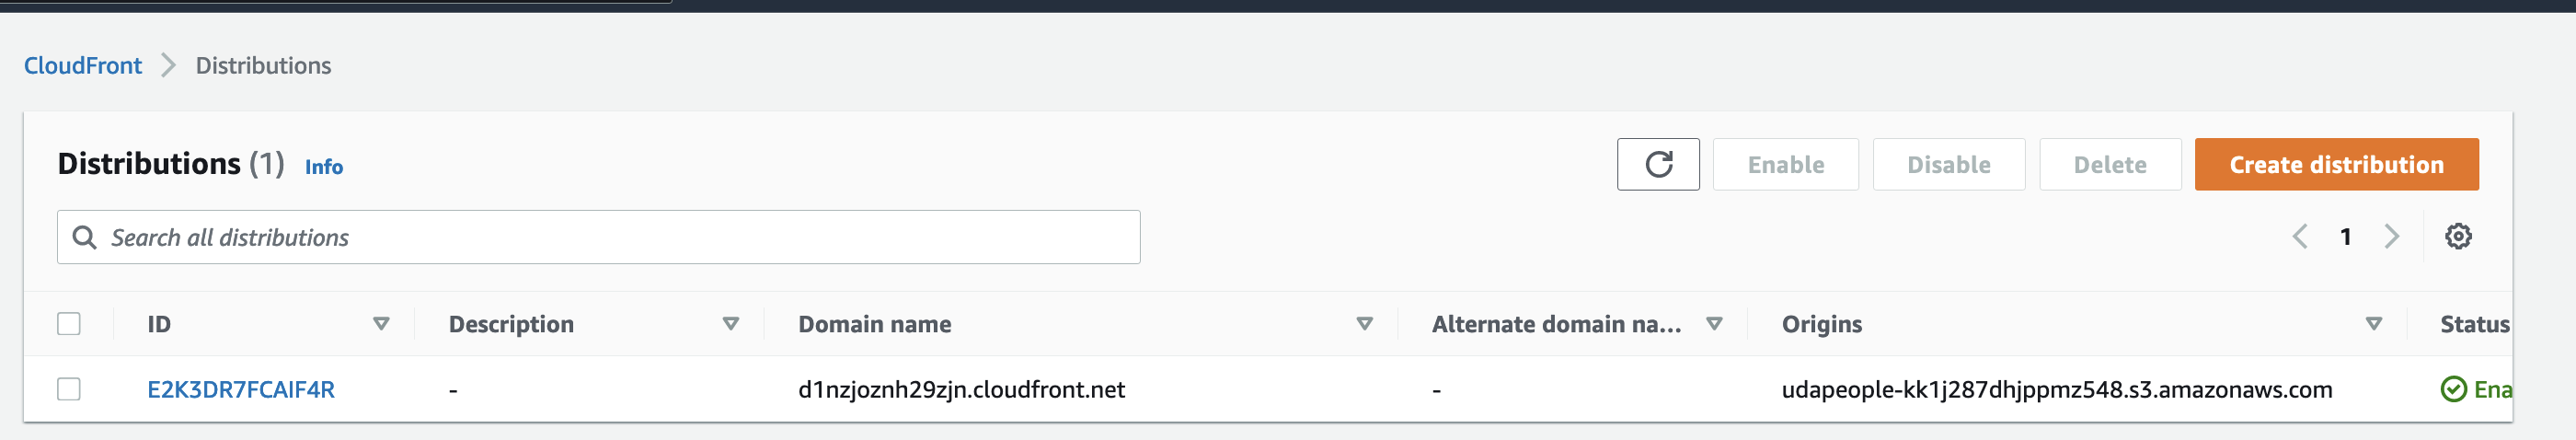 CloudFront Distributions
Distributions (1) Info
Enable Disable Delete Create distribution
Search all distributions
1
ID Description Domain name Alternate domain na... Origins Status
E2K3DR7FCAIF4R - d1nzjoznh29zjn.cloudfront.net - udapeople-kk1j287dhjppmz548.s3.amazonaws.com Ena